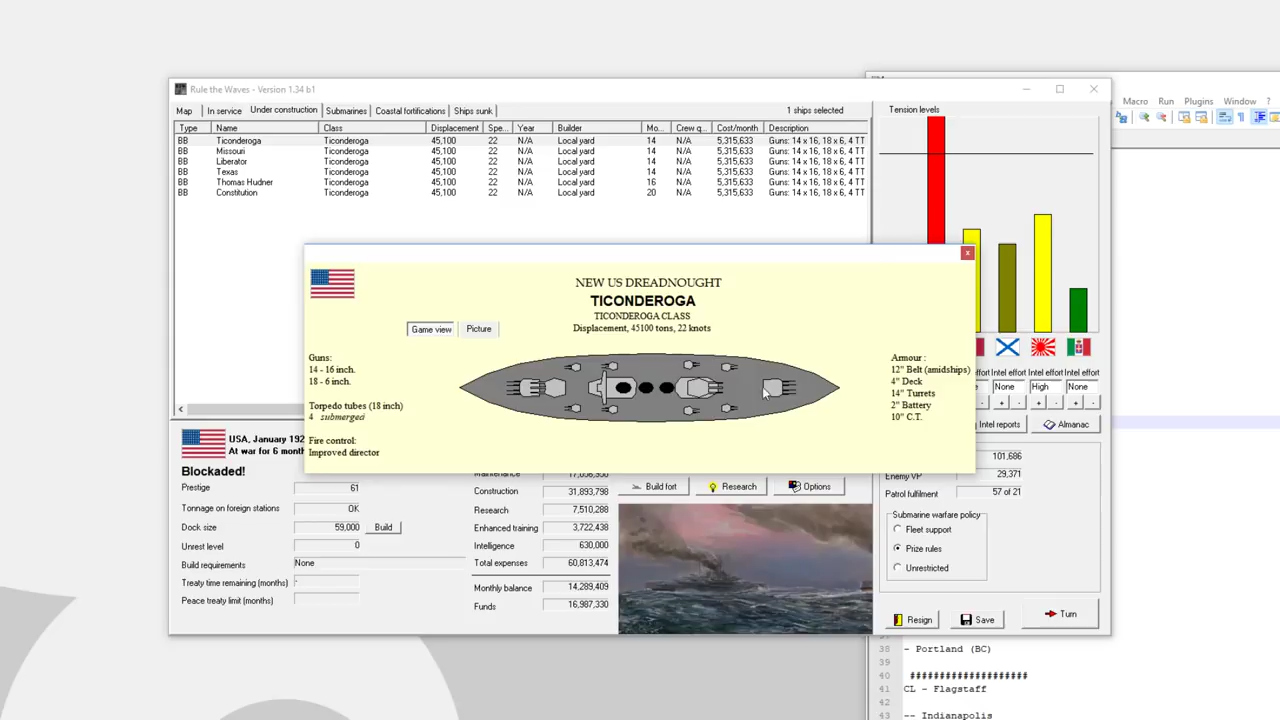 Rule the Waves - Version 1.34 b1
Map In service Under construction Submarines Coastal fortifications Ships sunk 1 ships selected
Type Name Class Displacement Spe... Year Builder Mo... Crew q... Cost/month Description
BB Ticonderoga Ticonderoga 45,100 22 N/A Local yard 14 N/A 5,315,633 Guns: 14 x 16, 18 x 6, 4 TT
BB Missouri Ticonderoga 45,100 22 N/A Local yard 14 N/A 5,315,633 Guns: 14 x 16, 18 x 6, 4 TT
BB Liberator Ticonderoga 45,100 22 N/A Local yard 14 N/A 5,315,633 Guns: 14 x 16, 18 x 6, 4 TT
BB Texas Ticonderoga 45,100 22 N/A Local yard 14 N/A 5,315,633 Guns: 14 x 16, 18 x 6, 4 TT
BB Thomas Hudner Ticonderoga 45,100 22 N/A Local yard 16 N/A 5,315,633 Guns: 14 x 16, 18 x 6, 4 TT
BB Constitution Ticonderoga 45,100 22 N/A Local yard 20 N/A 5,315,633 Guns: 14 x 16, 18 x 6, 4 TT
Tension levels
Macro Run Plugins Window ?
NEW US DREADNOUGHT
TICONDEROGA
TICONDEROGA CLASS
Displacement, 45100 tons, 22 knots
Game view Picture
Guns:
14 - 16 inch.
18 - 6 inch.
Torpedo tubes (18 inch)
4 submerged
Fire control:
Improved director
Armour :
12" Belt (amidships)
4" Deck
14" Turrets
2" Battery
10" C.T.
Intel effort Intel effort Intel effort
None High None
+ - + - + -
Intel reports Almanac
USA, January 192
At war for 6 month
Blockaded!
Prestige 61
Tonnage on foreign stations OK
Dock size 59,000 Build
Unrest level 0
Build requirements None
Treaty time remaining (months) -
Peace treaty limit (months)
Maintenance
Construction 31,893,798
Research 7,510,288
Enhanced training 3,722,438
Intelligence 630,000
Total expenses 60,813,474
Monthly balance 14,289,409
Funds 16,987,330
Build fort Research Options
101,686
Enemy VP 29,371
Patrol fulfilment 57 of 21
Submarine warfare policy
Fleet support
Prize rules
Unrestricted
Resign Save Turn
38 - Portland (BC)
39
40 ###################
41 CL - Flagstaff
42
43 -- Indianapolis